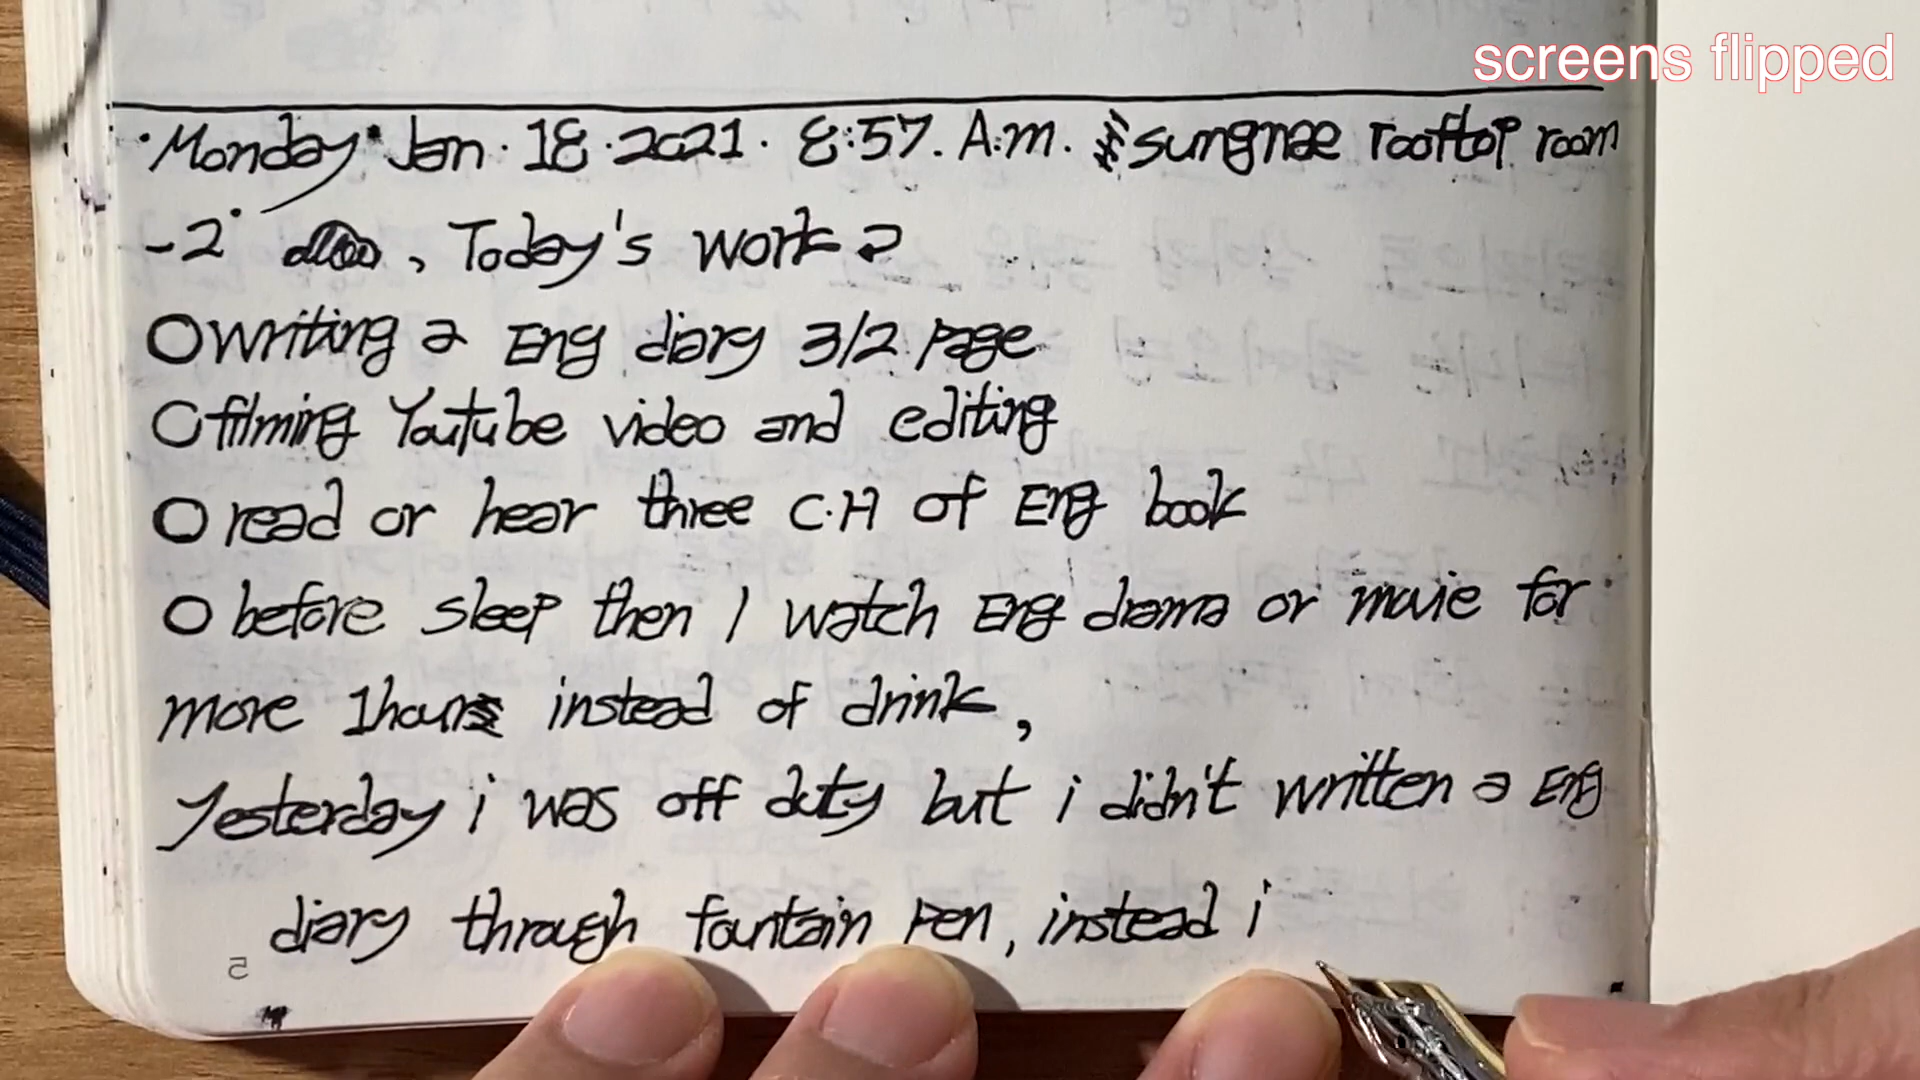 screens flipped
·Monday·Jan·18·2021· 8:57. A.M. sungnae rooftop room
-2° , Today's work?
○writing a Eng diary 3/2 page
○filming Youtube video and editing
○read or hear three C.H of Eng book
○ before sleep then I watch Eng drama or movie for
more 1hour instead of drink,
Yesterday i was off duty but i didn't written a Eng
diary through fountain pen, instead i
5